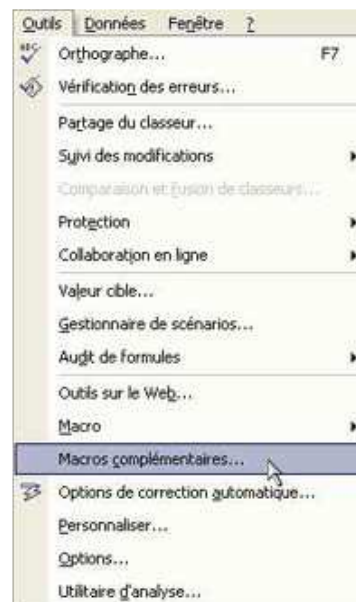 Outils Données Fenêtre ?
Orthographe... F7
Vérification des erreurs...
Partage du classeur...
Suivi des modifications
Comparaison et fusion de classeurs...
Protection
Collaboration en ligne
Valeur cible...
Gestionnaire de scénarios...
Audit de formules
Outils sur le Web...
Macro
Macros complémentaires...
Options de correction automatique...
Personnaliser...
Options...
Utilitaire d'analyse...